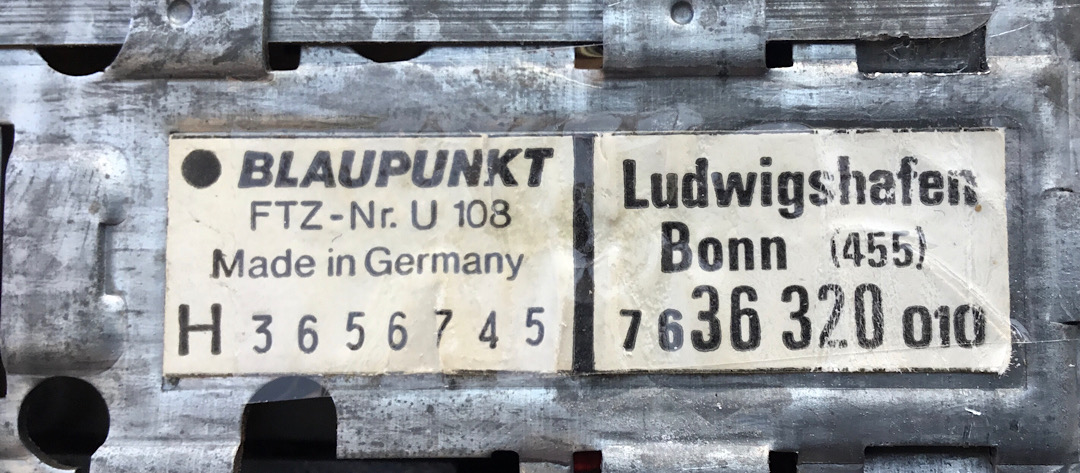 BLAUPUNKT
FTZ-Nr. U 108
Made in Germany
H 3656745
Ludwigshafen
Bonn (455)
7636 320 010